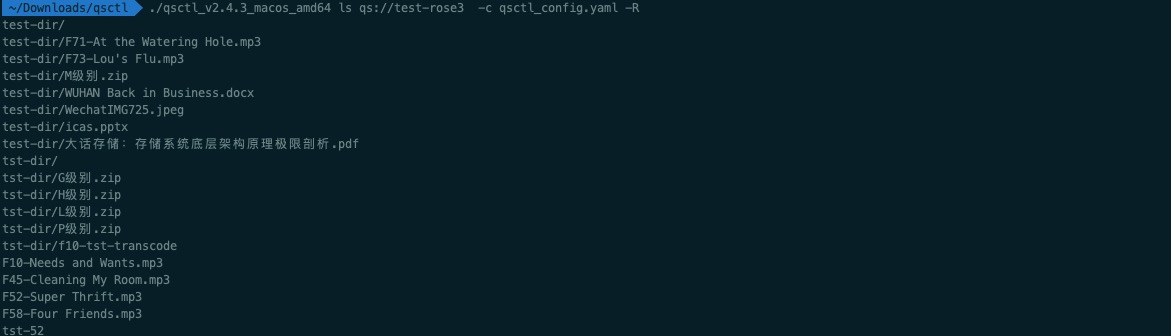 ~/Downloads/qsctl ./qsctl_v2.4.3_macos_amd64 ls qs://test-rose3 -c qsctl_config.yaml -R
test-dir/
test-dir/F71-At the Watering Hole.mp3
test-dir/F73-Lou's Flu.mp3
test-dir/M级别.zip
test-dir/WUHAN Back in Business.docx
test-dir/WechatIMG725.jpeg
test-dir/icas.pptx
test-dir/大话存储：存储系统底层架构原理极限剖析.pdf
tst-dir/
tst-dir/G级别.zip
tst-dir/H级别.zip
tst-dir/L级别.zip
tst-dir/P级别.zip
tst-dir/f10-tst-transcode
F10-Needs and Wants.mp3
F45-Cleaning My Room.mp3
F52-Super Thrift.mp3
F58-Four Friends.mp3
tst-52